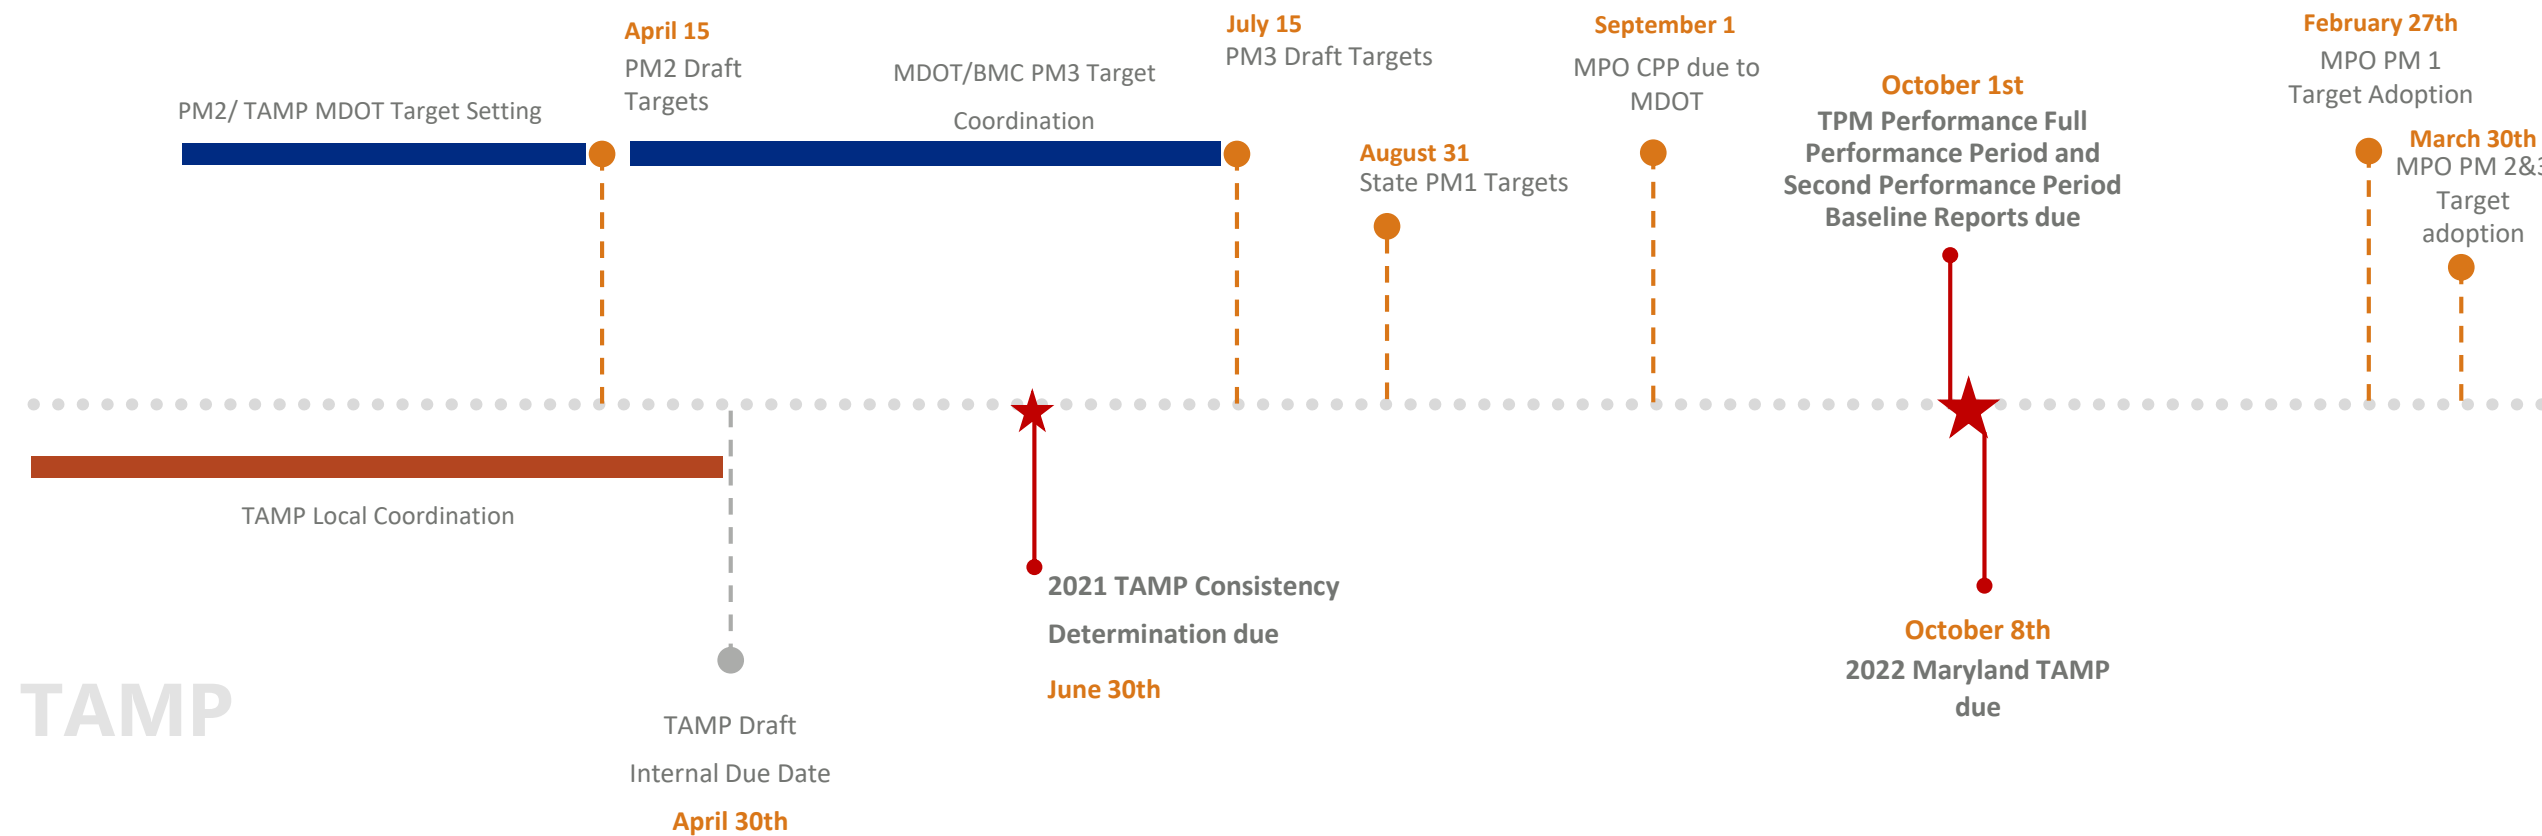 PM2/ TAMP MDOT Target Setting
April 15
PM2 Draft
Targets
MDOT/BMC PM3 Target
Coordination
July 15
PM3 Draft Targets
August 31
State PM1 Targets
September 1
MPO CPP due to
MDOT
October 1st
TPM Performance Full
Performance Period and
Second Performance Period
Baseline Reports due
February 27th
MPO PM 1
Target Adoption
March 30th
MPO PM 2&3
Target
adoption
TAMP Local Coordination
TAMP
TAMP Draft
Internal Due Date
April 30th
2021 TAMP Consistency
Determination due
June 30th
October 8th
2022 Maryland TAMP
due